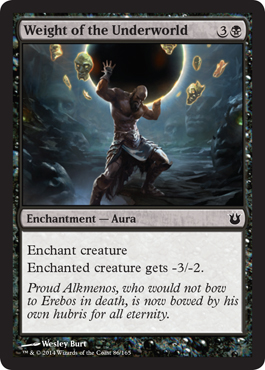 Weight of the Underworld 3
Enchantment — Aura
Enchant creature
Enchanted creature gets -3/-2.
Proud Alkmenos, who would not bow
to Erebos in death, is now bowed by his
own hubris for all eternity.
Wesley Burt
™ & © 2014 Wizards of the Coast 86/165